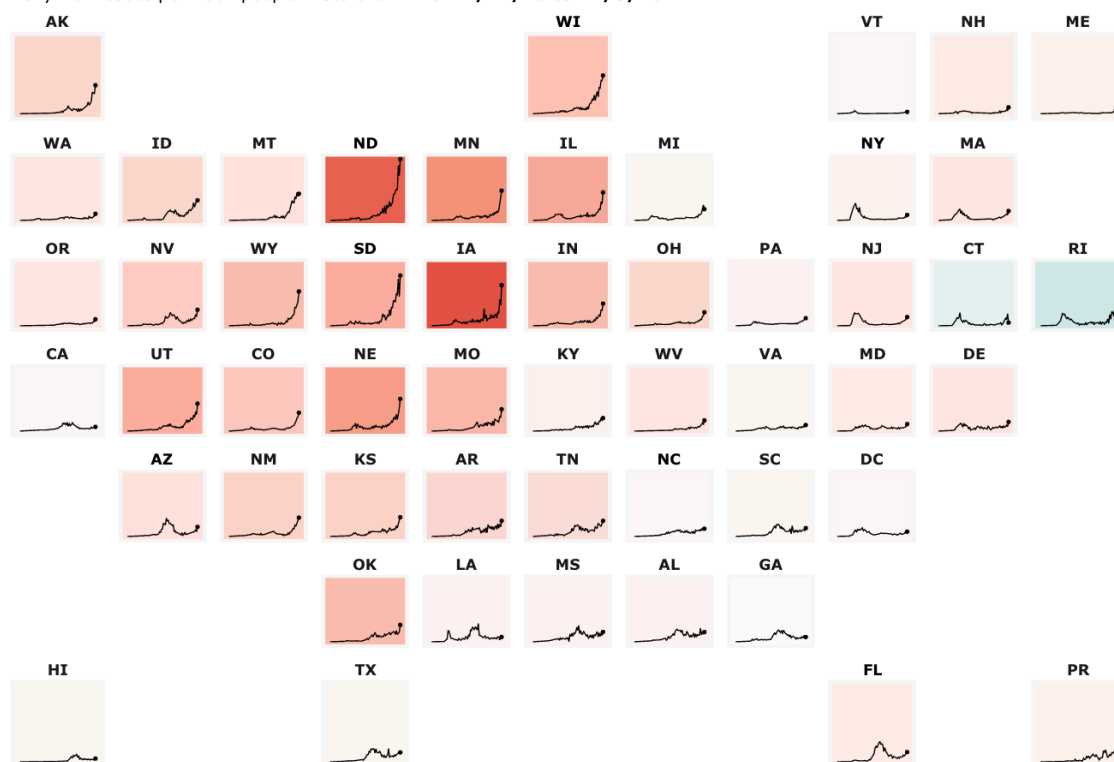 AK WI VT NH ME
WA ID MT ND MN IL MI NY MA
OR NV WY SD IA IN OH PA NJ CT RI
CA UT CO NE MO KY WV VA MD DE
AZ NM KS AR TN NC SC DC
OK LA MS AL GA
HI TX FL PR